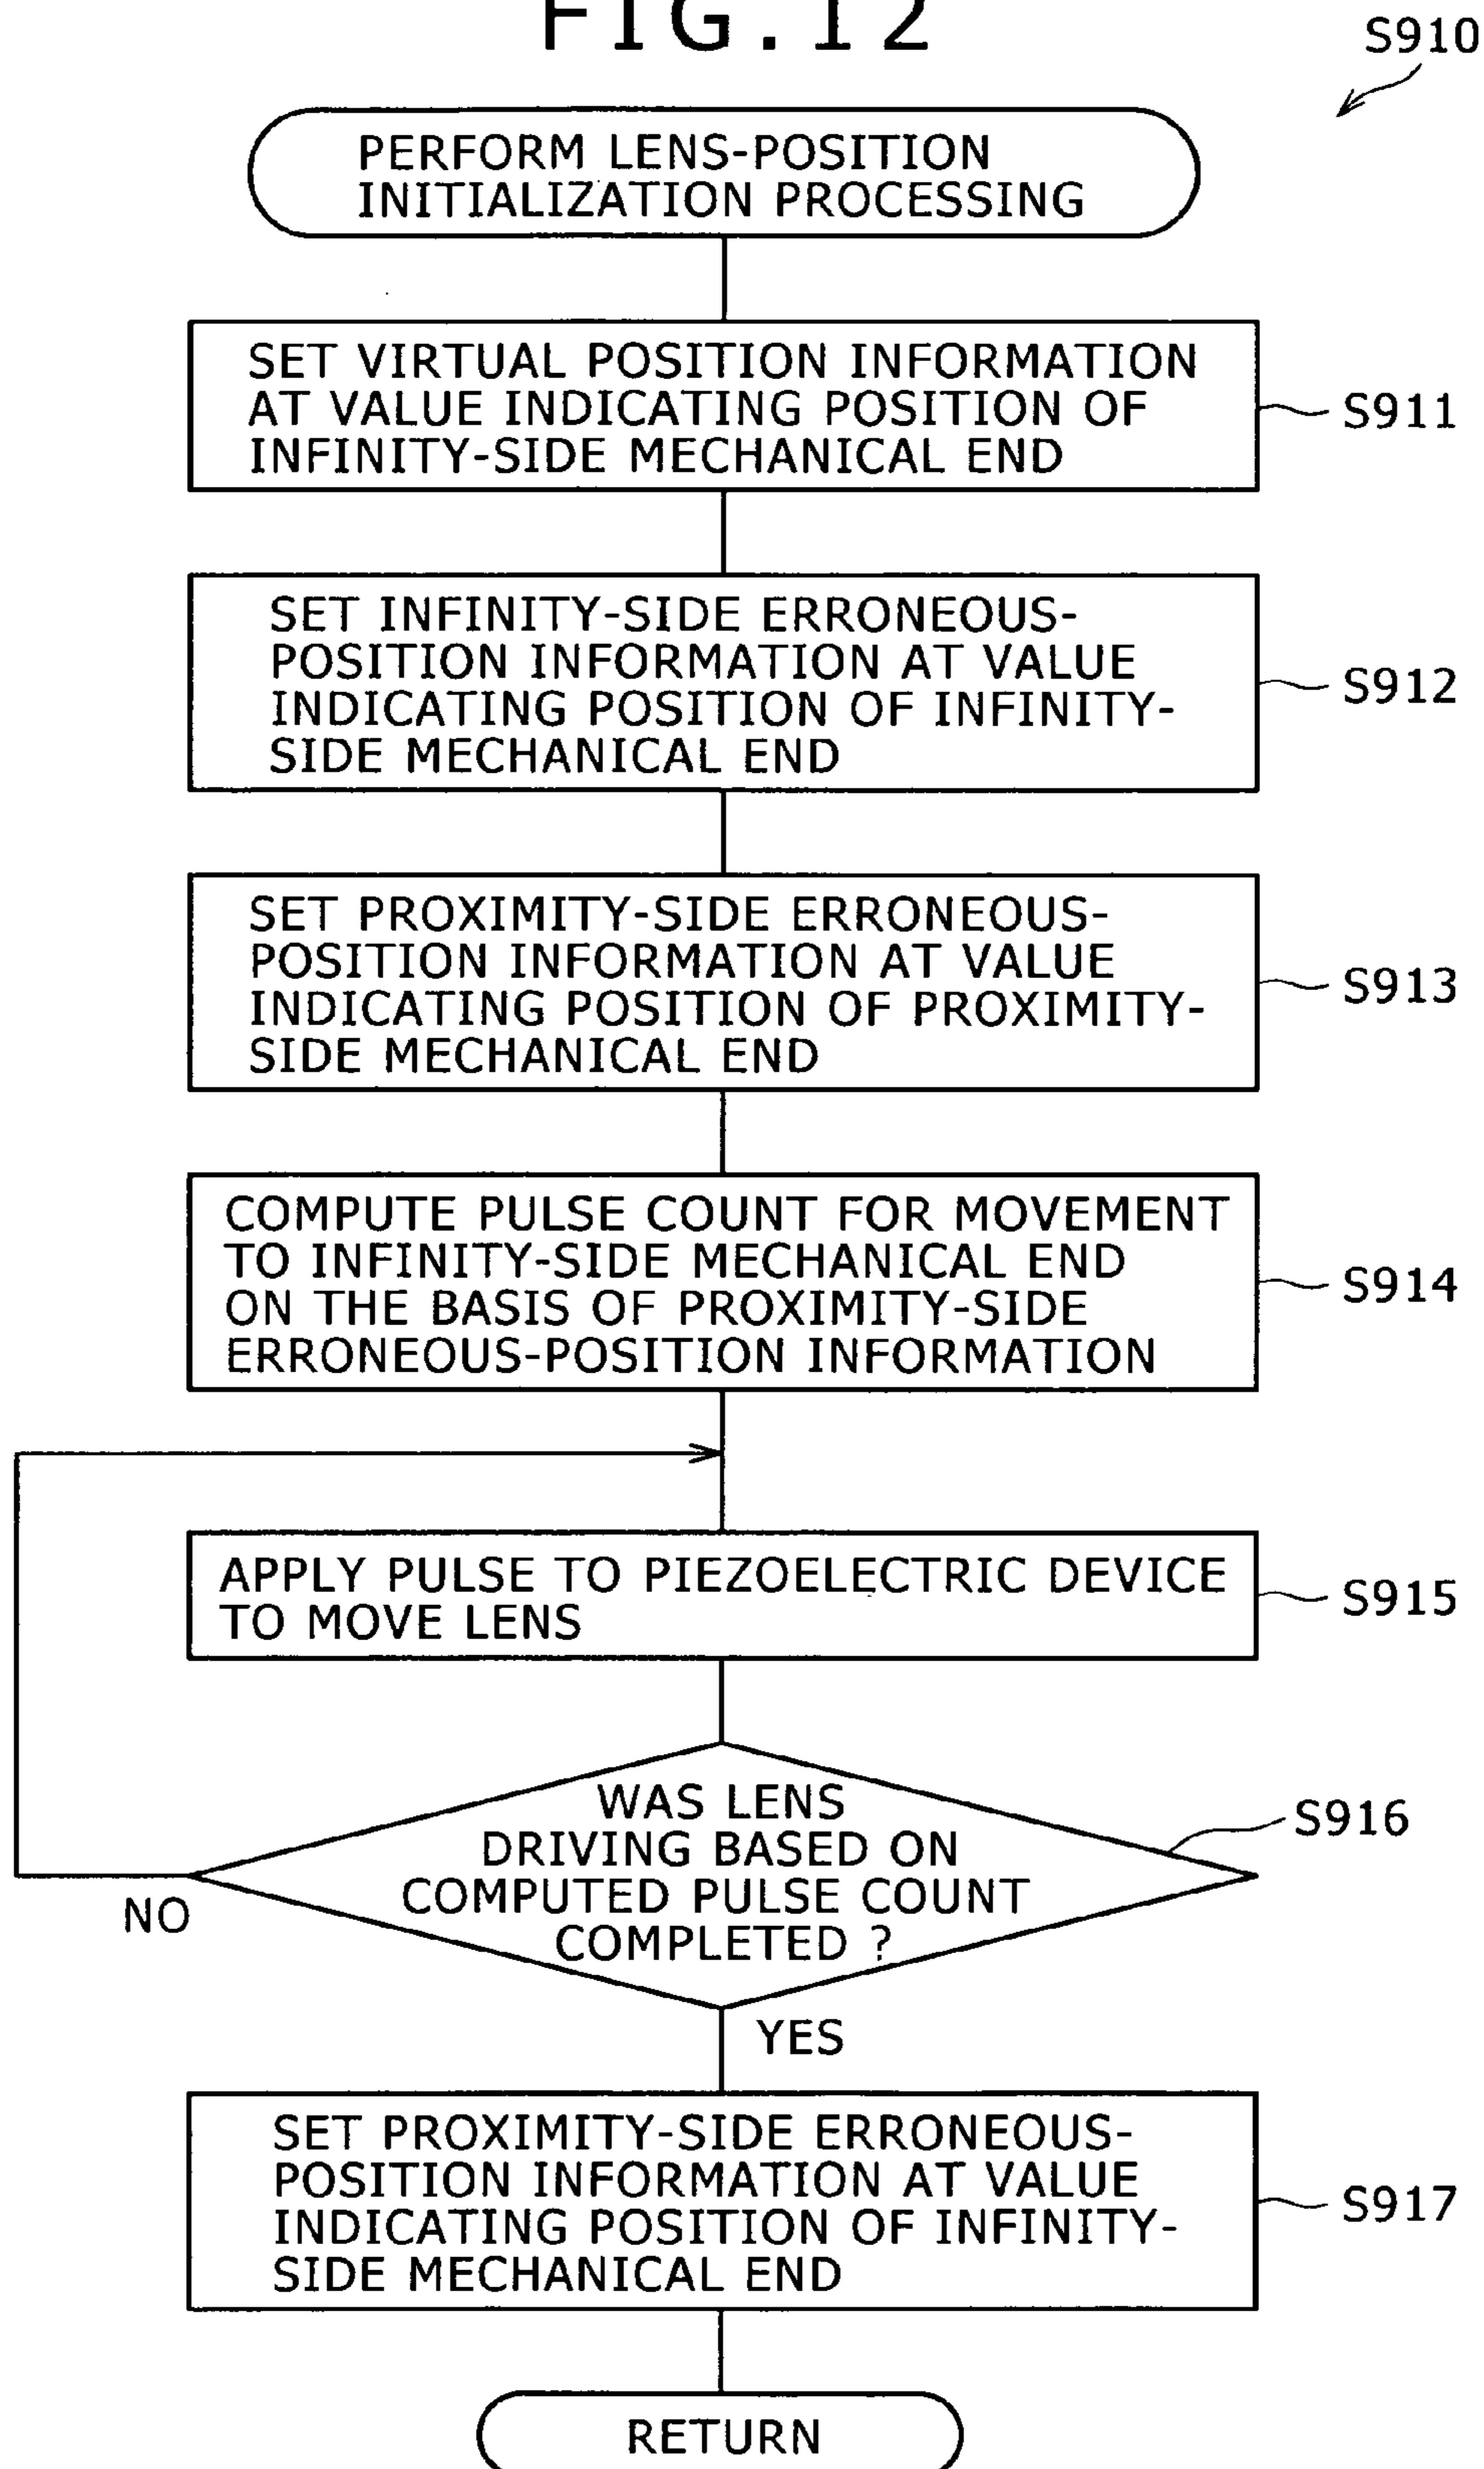 FIG.12
S910
PERFORM LENS-POSITION
INITIALIZATION PROCESSING
SET VIRTUAL POSITION INFORMATION
AT VALUE INDICATING POSITION OF
INFINITY-SIDE MECHANICAL END
S911
SET INFINITY-SIDE ERRONEOUS-
POSITION INFORMATION AT VALUE
INDICATING POSITION OF INFINITY-
SIDE MECHANICAL END
S912
SET PROXIMITY-SIDE ERRONEOUS-
POSITION INFORMATION AT VALUE
INDICATING POSITION OF PROXIMITY-
SIDE MECHANICAL END
S913
COMPUTE PULSE COUNT FOR MOVEMENT
TO INFINITY-SIDE MECHANICAL END
ON THE BASIS OF PROXIMITY-SIDE
ERRONEOUS-POSITION INFORMATION
S914
APPLY PULSE TO PIEZOELECTRIC DEVICE
TO MOVE LENS
S915
WAS LENS
DRIVING BASED ON
COMPUTED PULSE COUNT
COMPLETED ?
S916
NO
YES
SET PROXIMITY-SIDE ERRONEOUS-
POSITION INFORMATION AT VALUE
INDICATING POSITION OF INFINITY-
SIDE MECHANICAL END
S917
RETURN